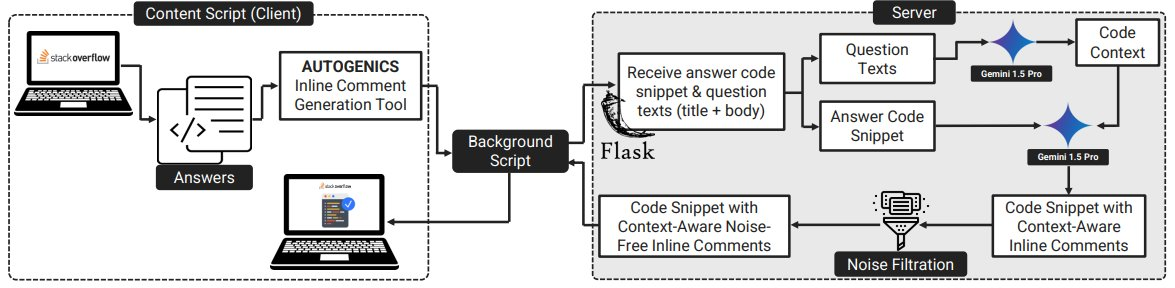 Content Script (Client)
stackoverflow
</>
Answers
AUTOGENICS
Inline Comment
Generation Tool
stackoverflow
Background
Script
Server
Receive answer code
snippet & question
texts (title + body)
Flask
Question
Texts
Gemini 1.5 Pro
Code
Context
Answer Code
Snippet
Gemini 1.5 Pro
Code Snippet with
Context-Aware
Inline Comments
Noise Filtration
Code Snippet with
Context-Aware Noise-
Free Inline Comments